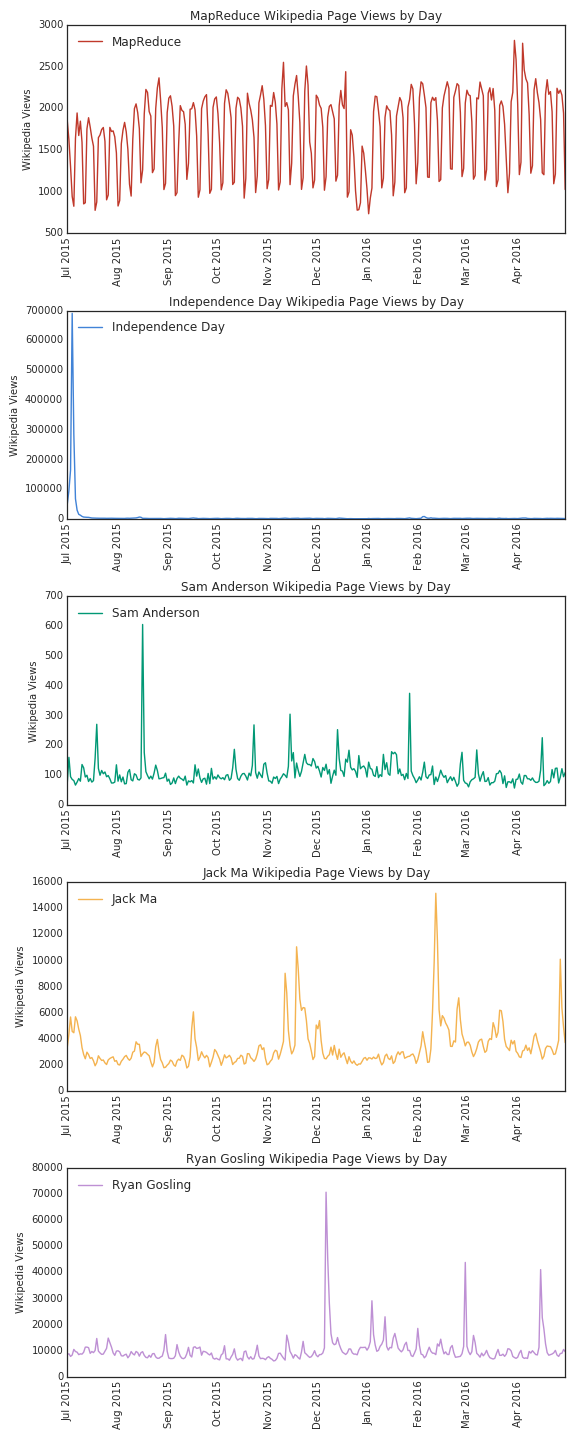 MapReduce Wikipedia Page Views by Day
3000
2500
2000
1500
1000
500
Wikipedia Views
MapReduce
Jul 2015
Aug 2015
Sep 2015
Oct 2015
Nov 2015
Dec 2015
Jan 2016
Feb 2016
Mar 2016
Apr 2016
Independence Day Wikipedia Page Views by Day
700000
600000
500000
400000
300000
200000
100000
0
Wikipedia Views
Independence Day
Jul 2015
Aug 2015
Sep 2015
Oct 2015
Nov 2015
Dec 2015
Jan 2016
Feb 2016
Mar 2016
Apr 2016
Sam Anderson Wikipedia Page Views by Day
700
600
500
400
300
200
100
0
Wikipedia Views
Sam Anderson
Jul 2015
Aug 2015
Sep 2015
Oct 2015
Nov 2015
Dec 2015
Jan 2016
Feb 2016
Mar 2016
Apr 2016
Jack Ma Wikipedia Page Views by Day
16000
14000
12000
10000
8000
6000
4000
2000
0
Wikipedia Views
Jack Ma
Jul 2015
Aug 2015
Sep 2015
Oct 2015
Nov 2015
Dec 2015
Jan 2016
Feb 2016
Mar 2016
Apr 2016
Ryan Gosling Wikipedia Page Views by Day
80000
70000
60000
50000
40000
30000
20000
10000
0
Wikipedia Views
Ryan Gosling
Jul 2015
Aug 2015
Sep 2015
Oct 2015
Nov 2015
Dec 2015
Jan 2016
Feb 2016
Mar 2016
Apr 2016